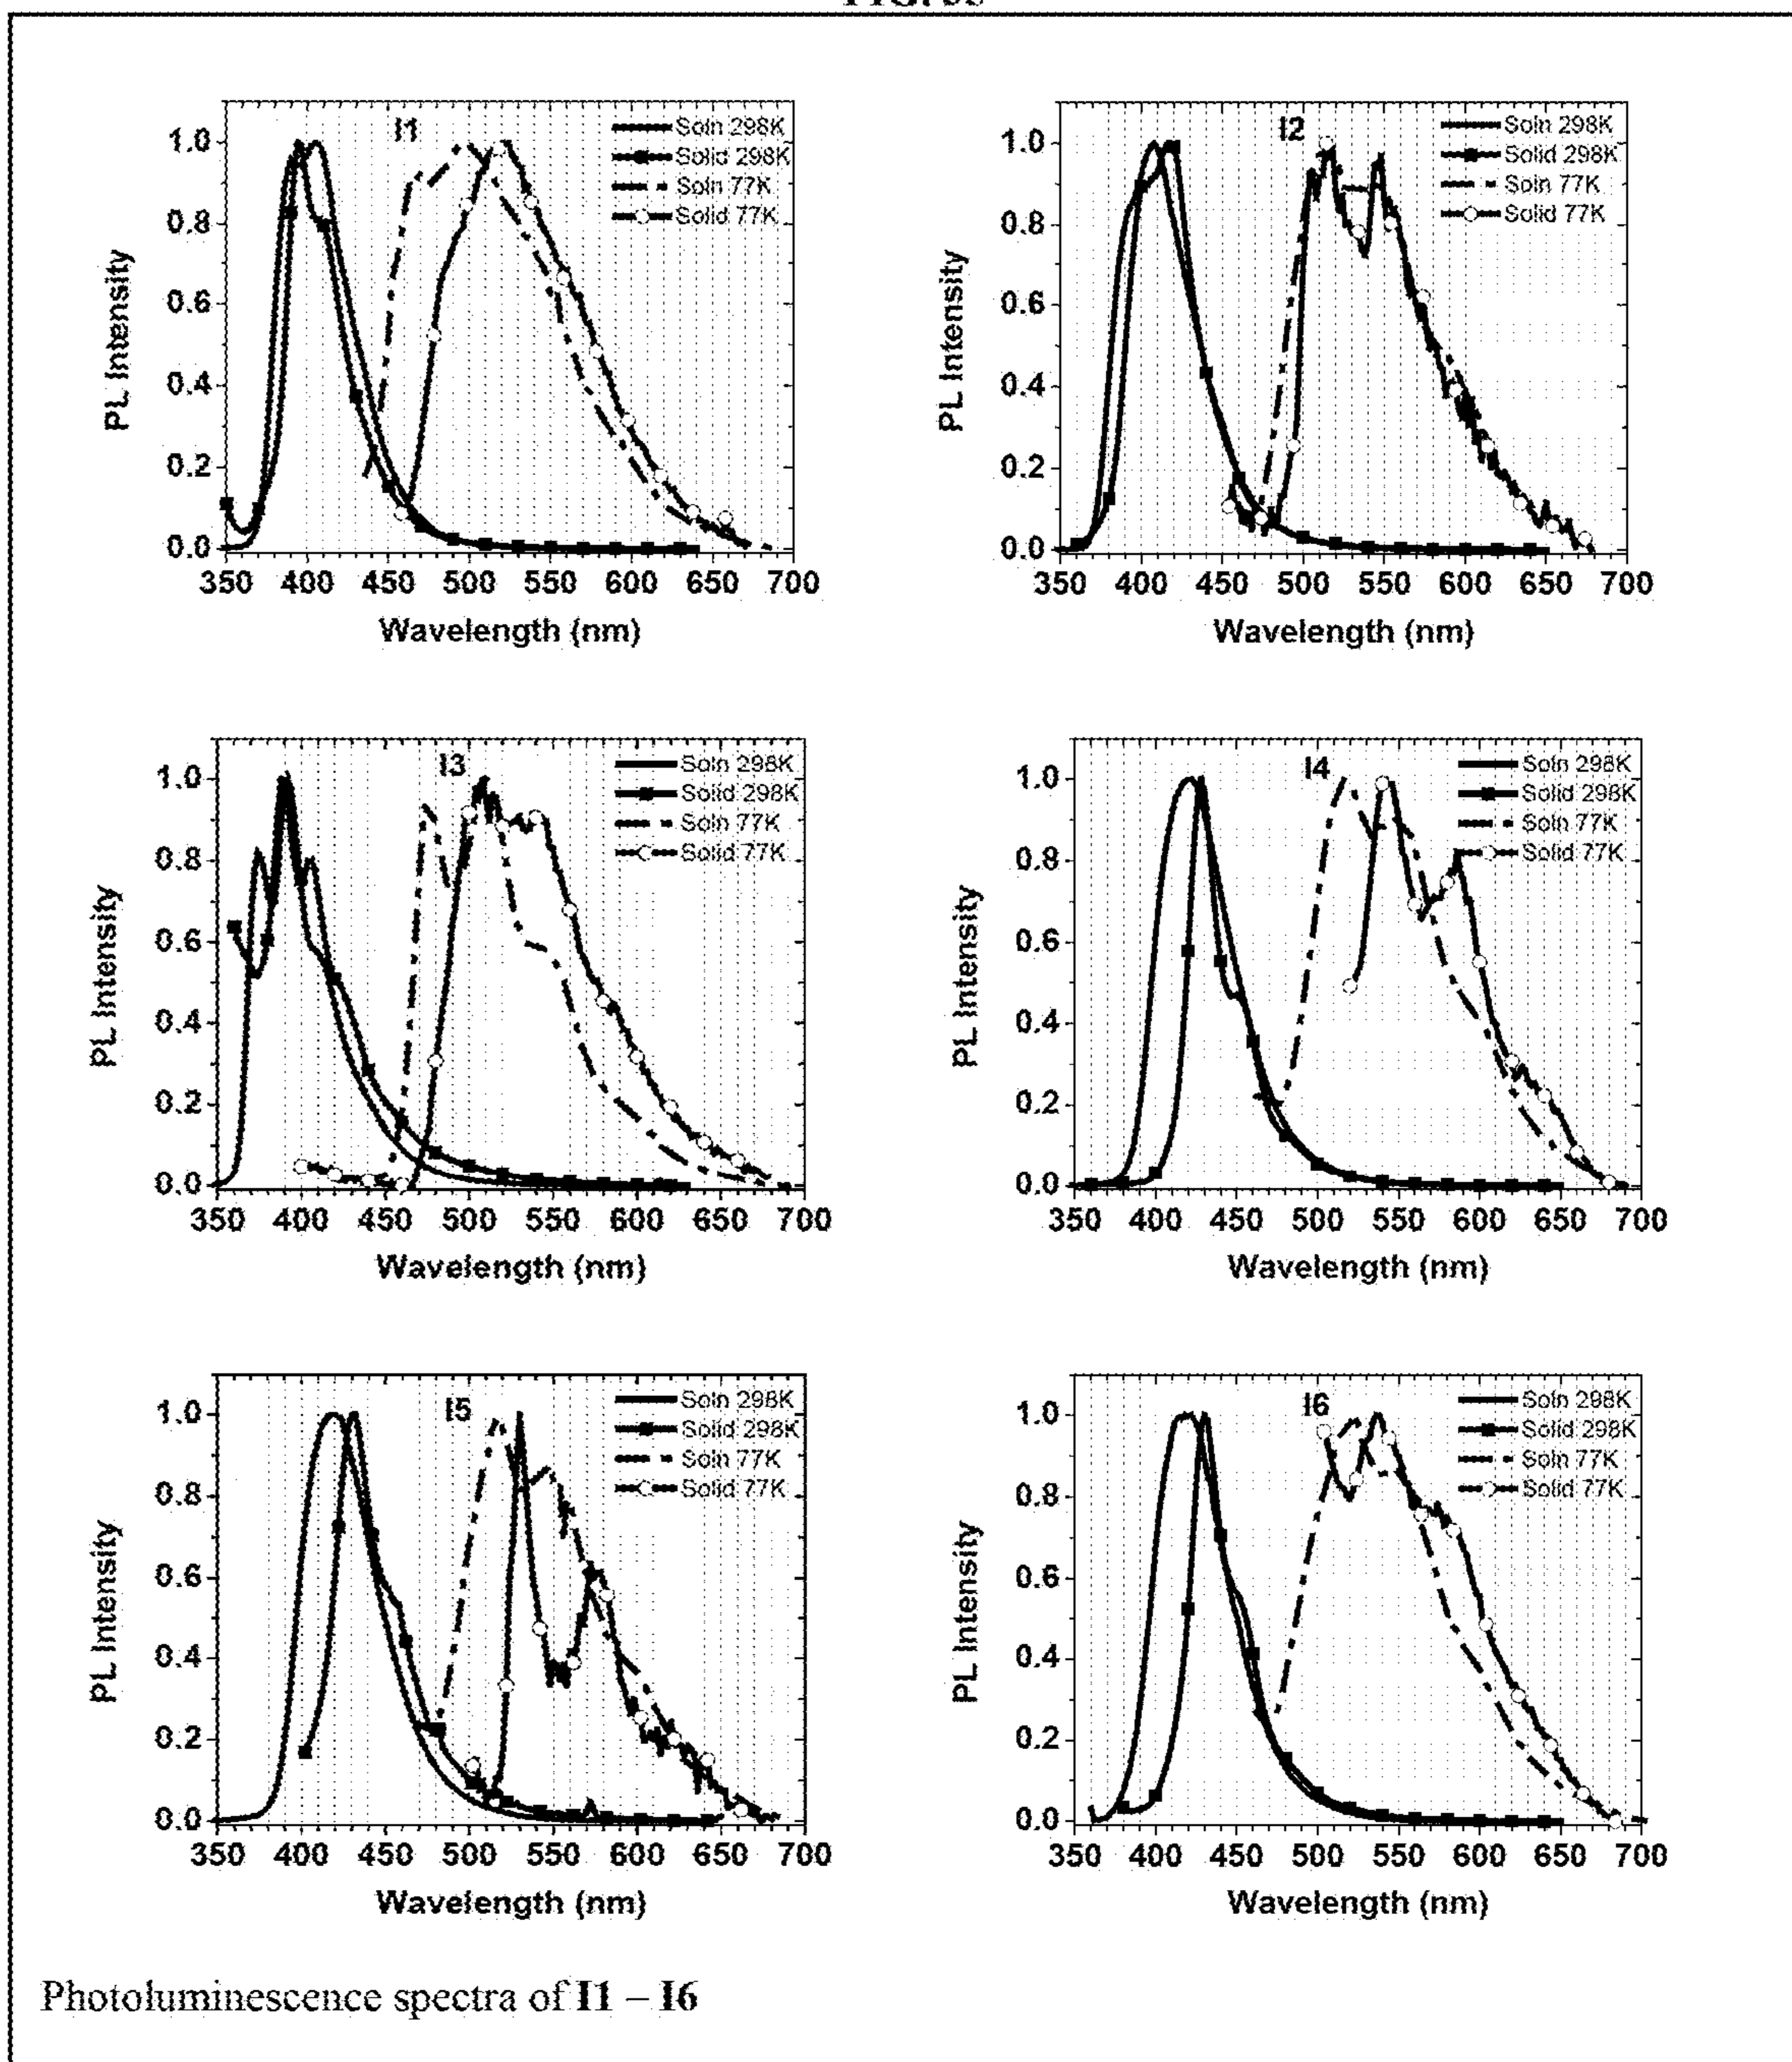 I1
Soln 298K
Solid 298K
Soln 77K
Solid 77K
1.0
0.8
0.6
0.4
0.2
0.0
PL Intensity
350 400 450 500 550 600 650 700
Wavelength (nm)
I2
Soln 298K
Solid 298K
Soln 77K
Solid 77K
1.0
0.8
0.6
0.4
0.2
0.0
PL Intensity
350 400 450 500 550 600 650 700
Wavelength (nm)
I3
Soln 298K
Solid 298K
Soln 77K
Solid 77K
1.0
0.8
0.6
0.4
0.2
0.0
PL Intensity
350 400 450 500 550 600 650 700
Wavelength (nm)
I4
Soln 298K
Solid 298K
Soln 77K
Solid 77K
1.0
0.8
0.6
0.4
0.2
0.0
PL Intensity
350 400 450 500 550 600 650 700
Wavelength (nm)
I5
Soln 298K
Solid 298K
Soln 77K
Solid 77K
1.0
0.8
0.6
0.4
0.2
0.0
PL Intensity
350 400 450 500 550 600 650 700
Wavelength (nm)
I6
Soln 298K
Solid 298K
Soln 77K
Solid 77K
1.0
0.8
0.6
0.4
0.2
0.0
PL Intensity
350 400 450 500 550 600 650 700
Wavelength (nm)
Photoluminescence spectra of I1 – I6